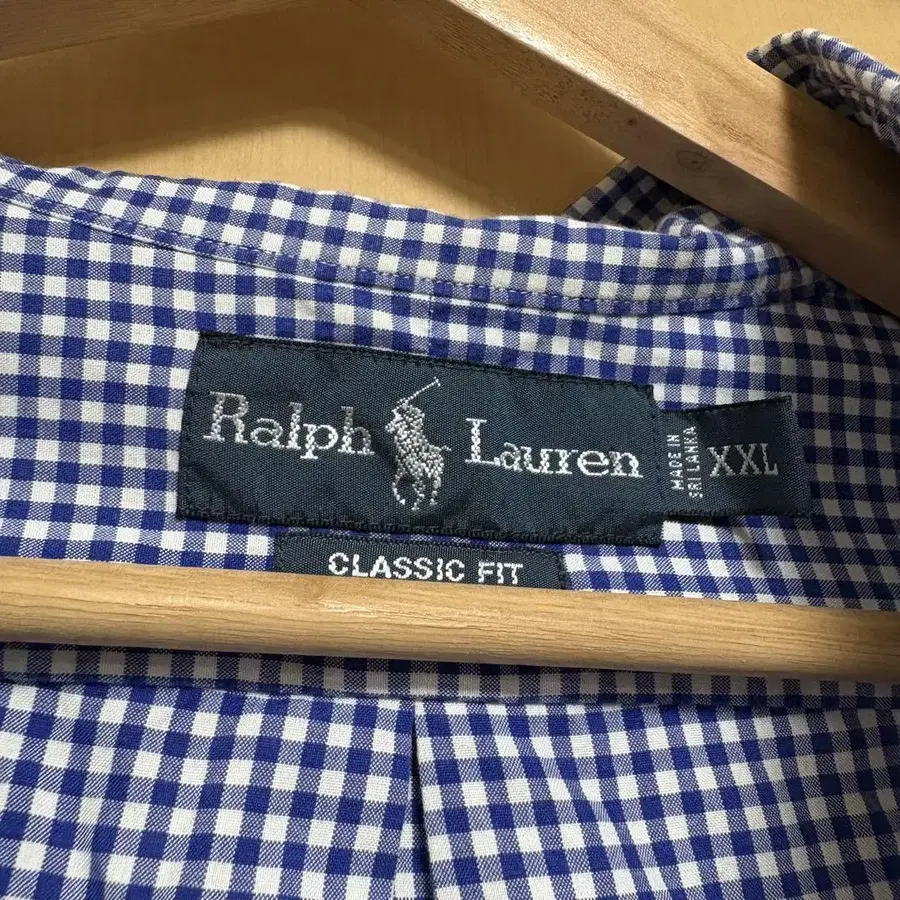 Ralph Lauren
MADE IN
SRI LANKA
XXL
CLASSIC FIT